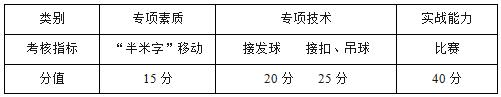 类别 专项素质 专项技术 实战能力
考核指标 “半米字”移动 接发球 接扣、吊球 比赛
分值 15分 20分 25分 40分